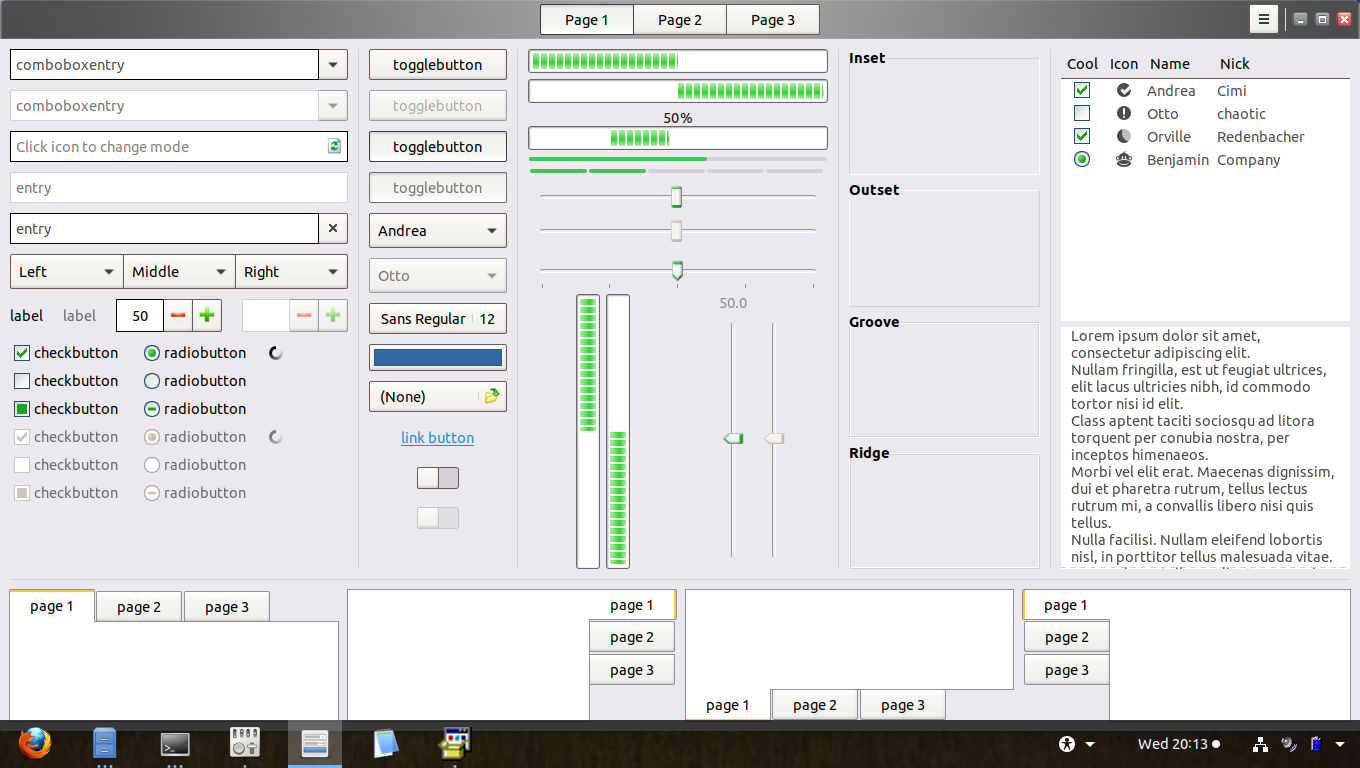 Page 1
Page 2
Page 3
comboboxentry
comboboxentry
Click icon to change mode
entry
entry
Left
Middle
Right
label
label
50
checkbutton
radiobutton
checkbutton
radiobutton
checkbutton
radiobutton
checkbutton
radiobutton
checkbutton
radiobutton
checkbutton
radiobutton
togglebutton
togglebutton
togglebutton
togglebutton
Andrea
Otto
Sans Regular 12
(None)
link button
50%
50.0
Inset
Outset
Groove
Ridge
Cool Icon Name Nick
Andrea Cimi
Otto chaotic
Orville Redenbacher
Benjamin Company
Lorem ipsum dolor sit amet,
consectetur adipiscing elit.
Nullam fringilla, est ut feugiat ultrices,
elit lacus ultricies nibh, id commodo
tortor nisi id elit.
Class aptent taciti sociosqu ad litora
torquent per conubia nostra, per
inceptos himenaeos.
Morbi vel elit erat. Maecenas dignissim,
dui et pharetra rutrum, tellus lectus
rutrum mi, a convallis libero nisi quis
tellus.
Nulla facilisi. Nullam eleifend lobortis
nisl, in porttitor tellus malesuada vitae.
page 1
page 2
page 3
page 1
page 2
page 3
page 1
page 2
page 3
page 1
page 2
page 3
Wed 20:13